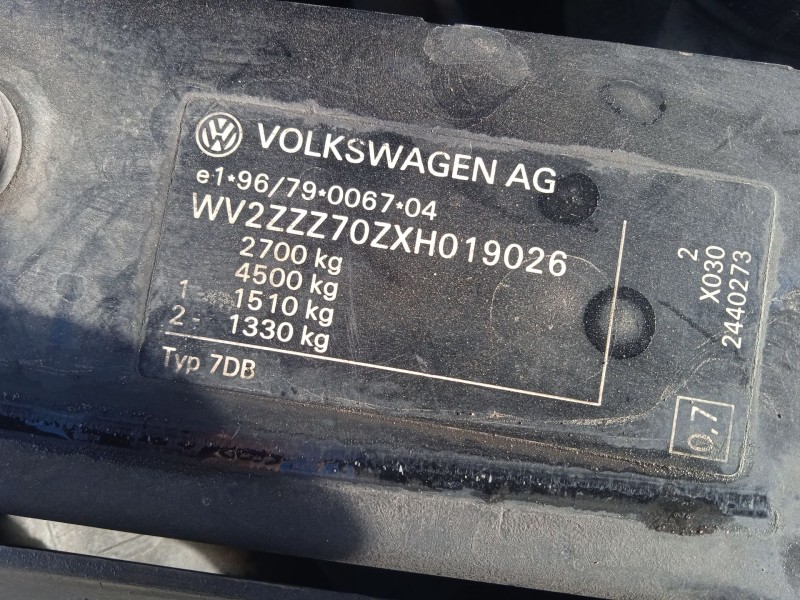 VOLKSWAGEN AG
e1*96/79*0067*04
WV2ZZZ70ZXH019026
2700 kg
4500 kg
1 - 1510 kg
2 - 1330 kg
Typ 7DB
2
X030
2440273
0,7